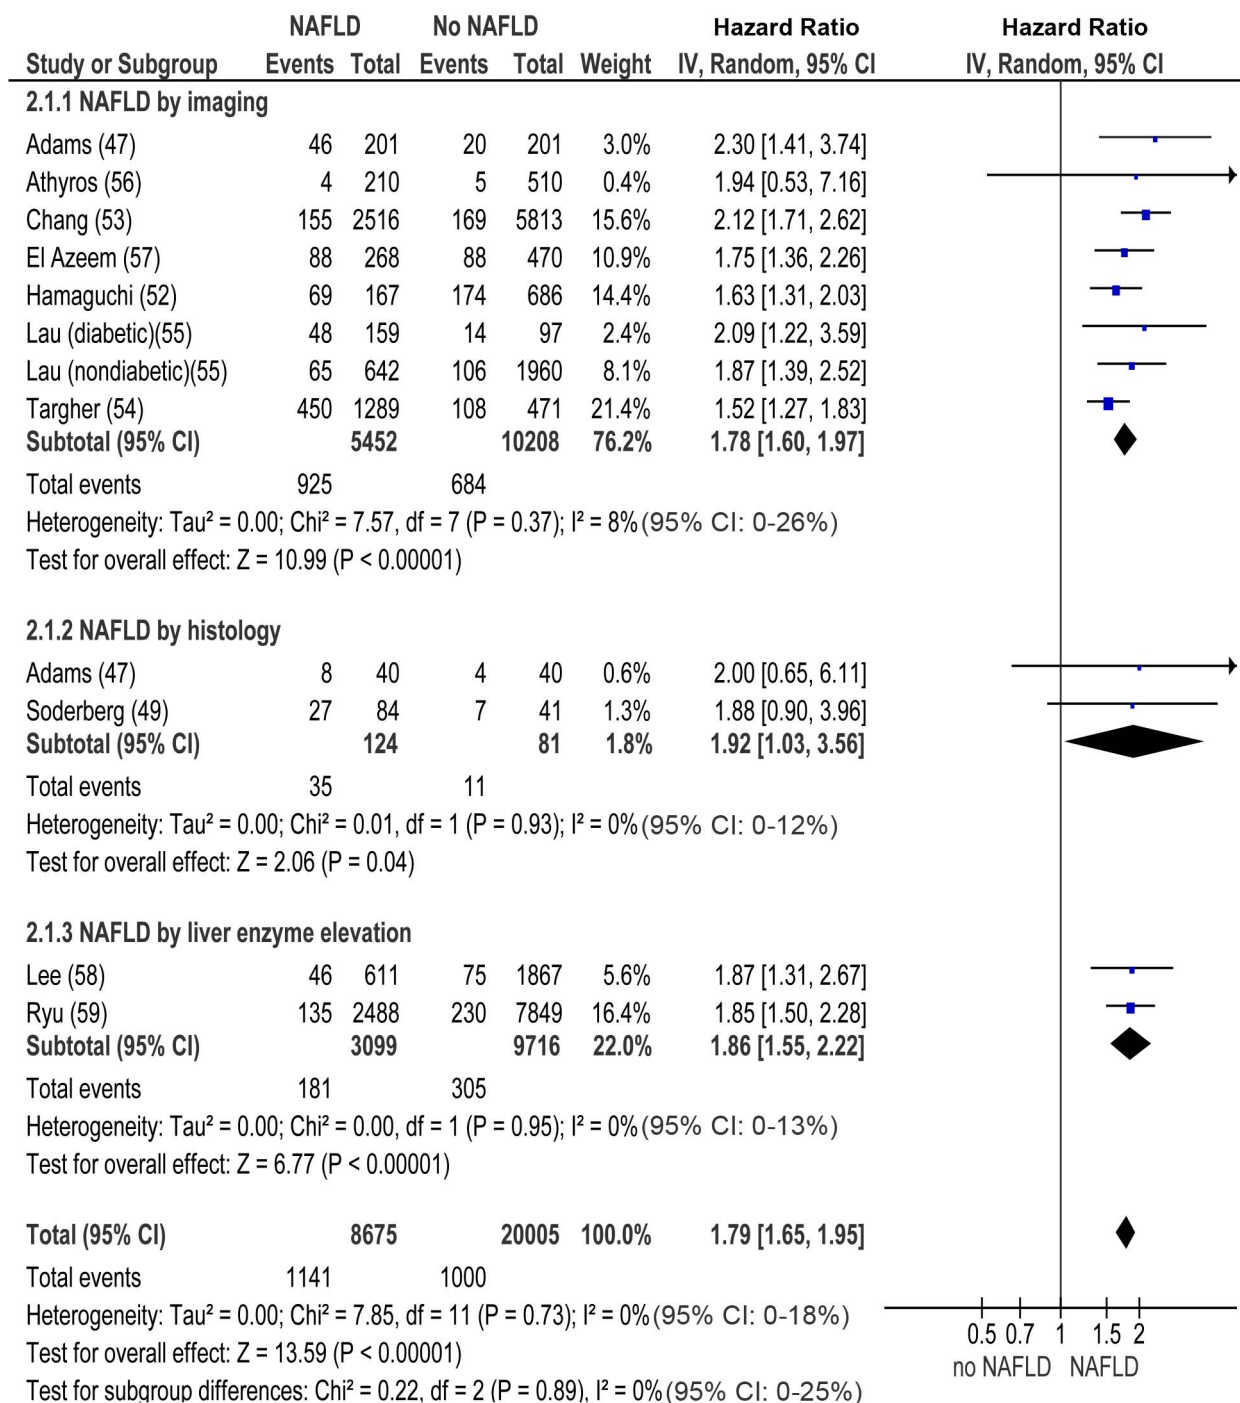 NAFLD No NAFLD Hazard Ratio Hazard Ratio
Study or Subgroup Events Total Events Total Weight IV, Random, 95% CI IV, Random, 95% CI
2.1.1 NAFLD by imaging
Adams (47) 46 201 20 201 3.0% 2.30 [1.41, 3.74]
Athyros (56) 4 210 5 510 0.4% 1.94 [0.53, 7.16]
Chang (53) 155 2516 169 5813 15.6% 2.12 [1.71, 2.62]
El Azeem (57) 88 268 88 470 10.9% 1.75 [1.36, 2.26]
Hamaguchi (52) 69 167 174 686 14.4% 1.63 [1.31, 2.03]
Lau (diabetic)(55) 48 159 14 97 2.4% 2.09 [1.22, 3.59]
Lau (nondiabetic)(55) 65 642 106 1960 8.1% 1.87 [1.39, 2.52]
Targher (54) 450 1289 108 471 21.4% 1.52 [1.27, 1.83]
Subtotal (95% CI) 5452 10208 76.2% 1.78 [1.60, 1.97]
Total events 925 684
Heterogeneity: Tau² = 0.00; Chi² = 7.57, df = 7 (P = 0.37); I² = 8% (95% CI: 0-26%)
Test for overall effect: Z = 10.99 (P < 0.00001)
2.1.2 NAFLD by histology
Adams (47) 8 40 4 40 0.6% 2.00 [0.65, 6.11]
Soderberg (49) 27 84 7 41 1.3% 1.88 [0.90, 3.96]
Subtotal (95% CI) 124 81 1.8% 1.92 [1.03, 3.56]
Total events 35 11
Heterogeneity: Tau² = 0.00; Chi² = 0.01, df = 1 (P = 0.93); I² = 0% (95% CI: 0-12%)
Test for overall effect: Z = 2.06 (P = 0.04)
2.1.3 NAFLD by liver enzyme elevation
Lee (58) 46 611 75 1867 5.6% 1.87 [1.31, 2.67]
Ryu (59) 135 2488 230 7849 16.4% 1.85 [1.50, 2.28]
Subtotal (95% CI) 3099 9716 22.0% 1.86 [1.55, 2.22]
Total events 181 305
Heterogeneity: Tau² = 0.00; Chi² = 0.00, df = 1 (P = 0.95); I² = 0% (95% CI: 0-13%)
Test for overall effect: Z = 6.77 (P < 0.00001)
Total (95% CI) 8675 20005 100.0% 1.79 [1.65, 1.95]
Total events 1141 1000
Heterogeneity: Tau² = 0.00; Chi² = 7.85, df = 11 (P = 0.73); I² = 0% (95% CI: 0-18%)
Test for overall effect: Z = 13.59 (P < 0.00001)
Test for subgroup differences: Chi² = 0.22, df = 2 (P = 0.89), I² = 0% (95% CI: 0-25%)
0.5 0.7 1 1.5 2
no NAFLD NAFLD